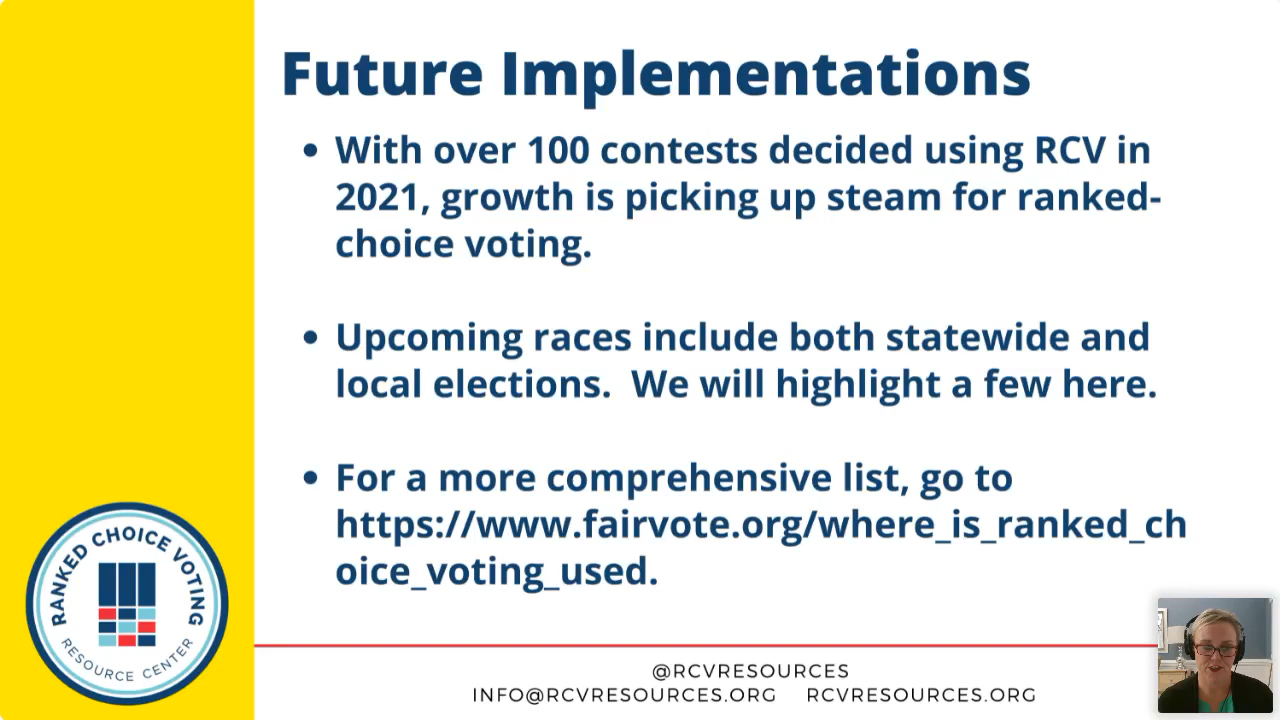 Future Implementations
• With over 100 contests decided using RCV in
2021, growth is picking up steam for ranked-
choice voting.
• Upcoming races include both statewide and
local elections.  We will highlight a few here.
• For a more comprehensive list, go to
https://www.fairvote.org/where_is_ranked_ch
oice_voting_used.
RANKED CHOICE VOTING
RESOURCE CENTER
@RCVRESOURCES
INFO@RCVRESOURCES.ORG RCVRESOURCES.ORG